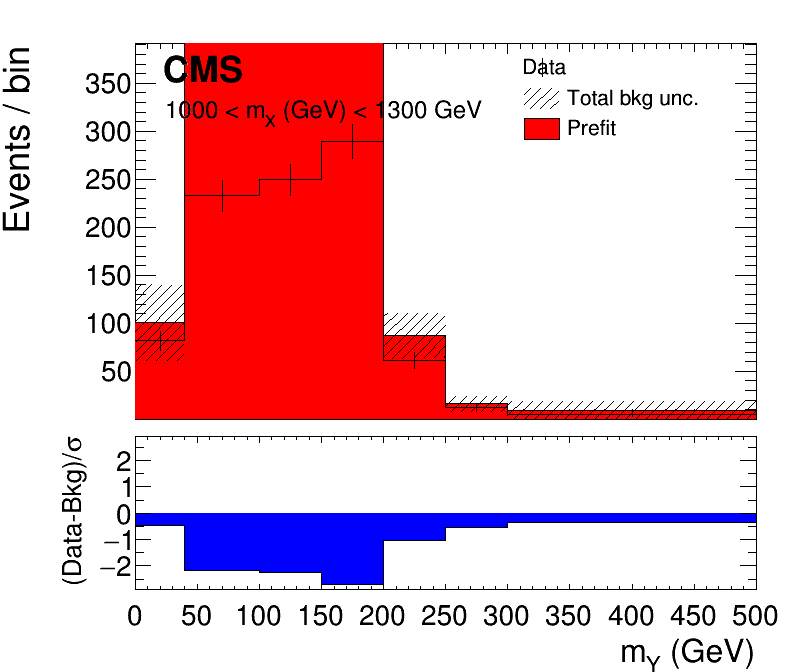 CMS
1000 < mX (GeV) < 1300 GeV
Data
Total bkg unc.
Prefit
Events / bin
350
300
250
200
150
100
50
(Data-Bkg)/σ
2
1
0
−1
−2
0 50 100 150 200 250 300 350 400 450 500
mY (GeV)